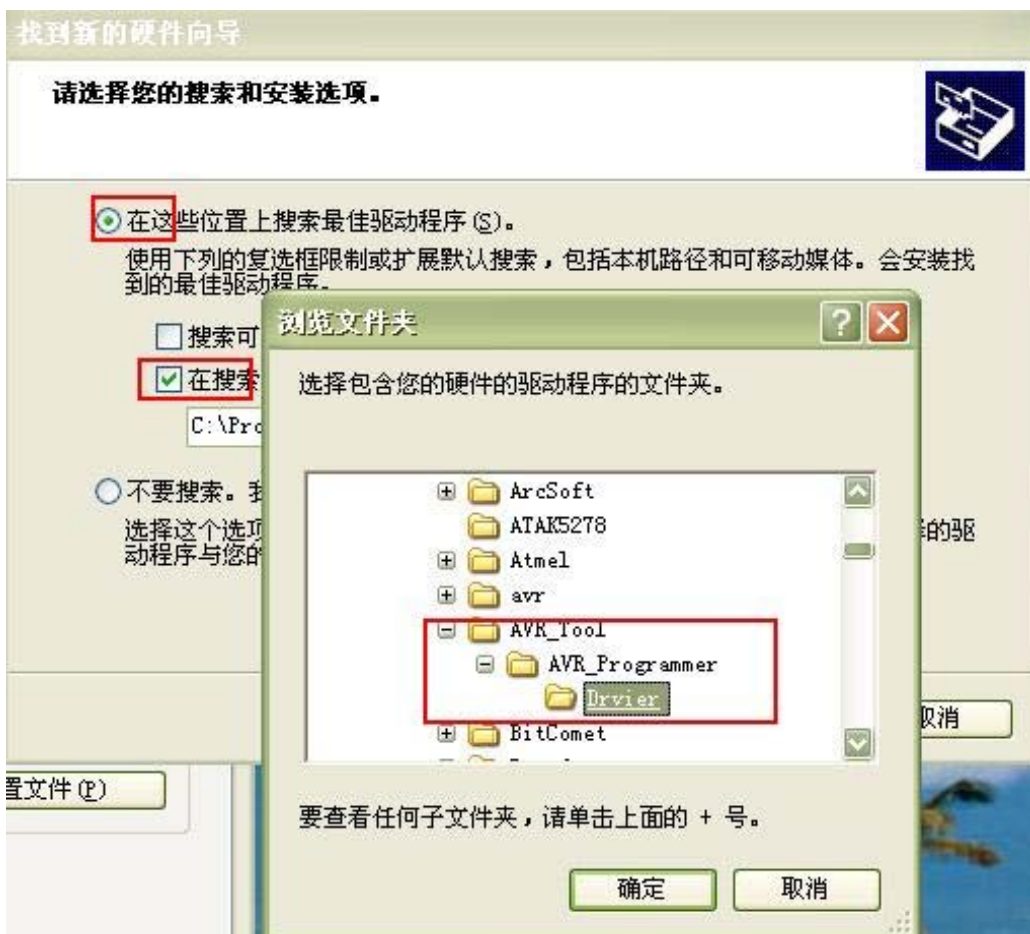 找到新的硬件向导
请选择您的搜索和安装选项。
在这些位置上搜索最佳驱动程序(S)。
使用下列的复选框限制或扩展默认搜索，包括本机路径和可移动媒体。会安装找
到的最佳驱动程序。
浏览文件夹
搜索可
在搜索
选择包含您的硬件的驱动程序的文件夹。
C:\Pro
ArcSoft
不要搜索。
ATAK5278
选择这个选项
的驱
动程序与您的
Atmel
avr
AVR_Tool
AVR_Programmer
Drvier
取消
BitComet
置文件(P)
要查看任何子文件夹，请单击上面的 + 号。
确定
取消